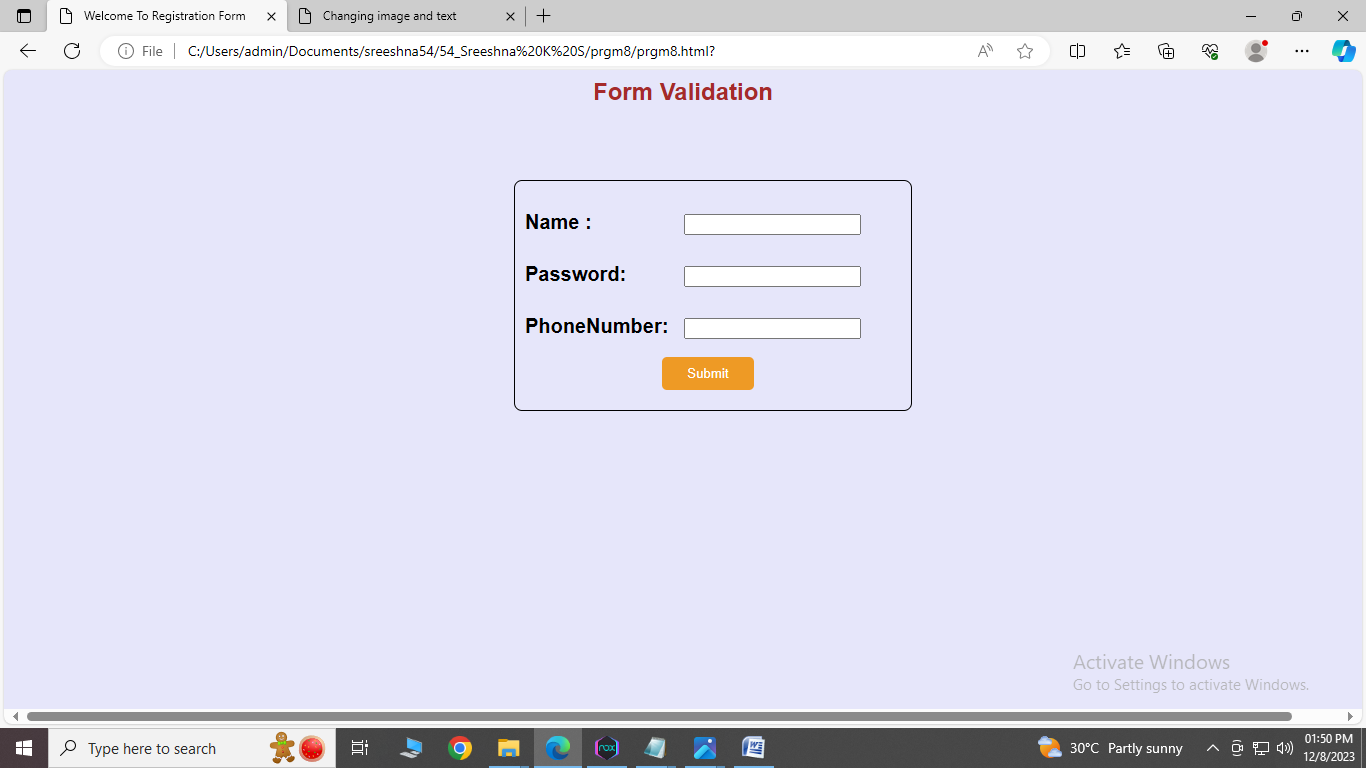 Welcome To Registration Form
Changing image and text
File
C:/Users/admin/Documents/sreeshna54/54_Sreeshna%20K%20S/prgm8/prgm8.html?
Form Validation
Name :
Password:
PhoneNumber:
Submit
Activate Windows
Go to Settings to activate Windows.
Type here to search
nox
W
30°C Partly sunny
01:50 PM
12/8/2023